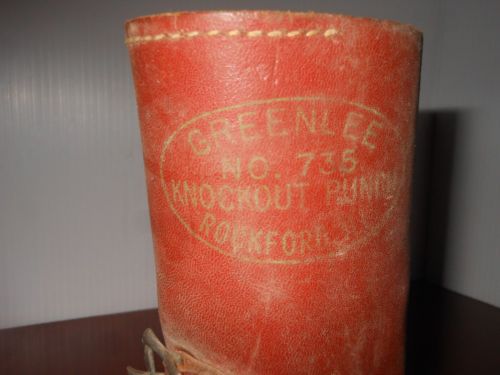 GREENLEE
NO. 735
KNOCKOUT PUNCH
ROCKFORD